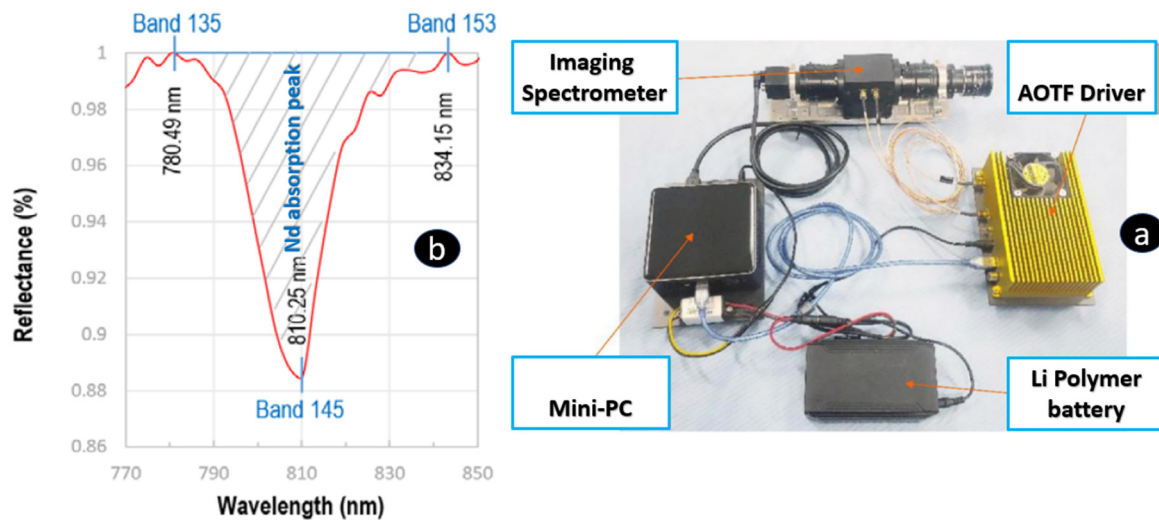 Band 135
Band 153
1
0.98
0.96
0.94
0.92
0.9
0.88
0.86
Reflectance (%)
780.49 nm
Nd absorption peak
810.25 nm
834.15 nm
b
Band 145
770
790
810
830
850
Wavelength (nm)
Imaging
Spectrometer
AOTF Driver
a
Mini-PC
Li Polymer
battery